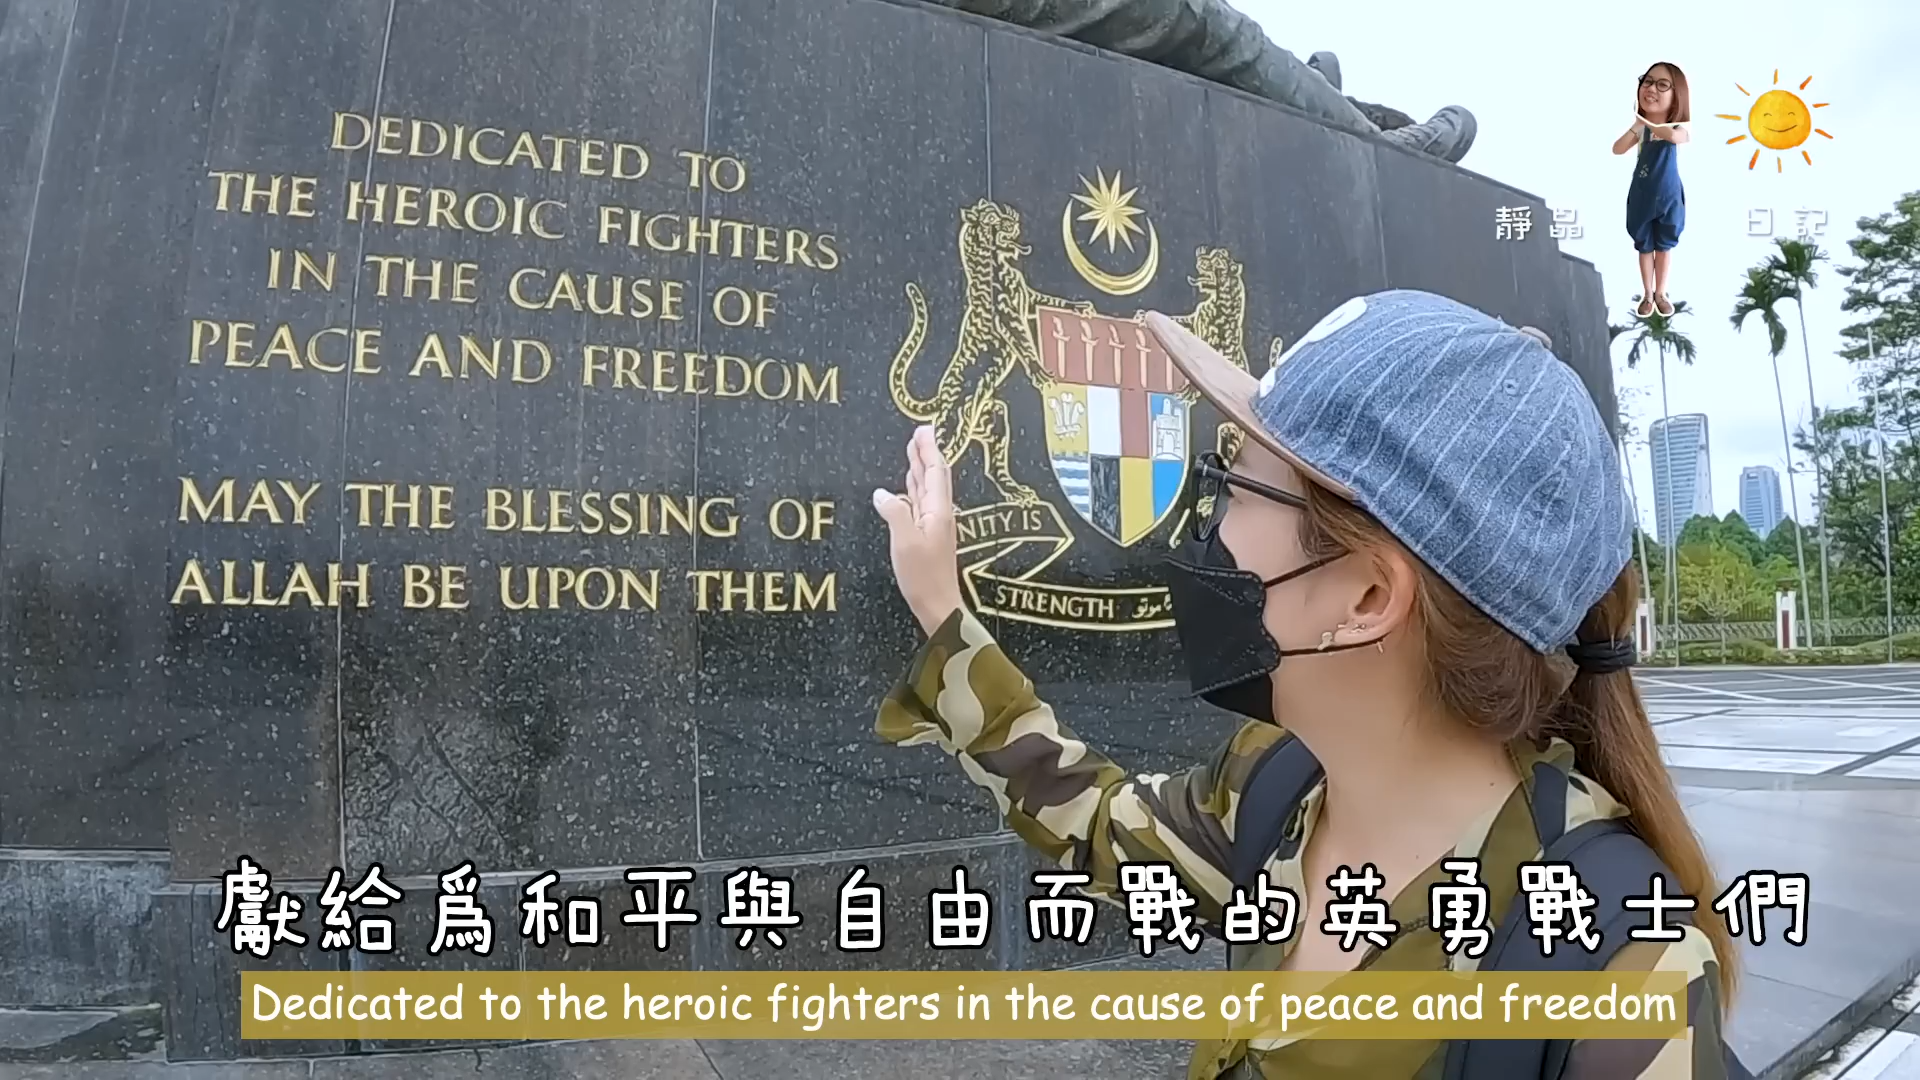 DEDICATED TO
THE HEROIC FIGHTERS
IN THE CAUSE OF
PEACE AND FREEDOM
MAY THE BLESSING OF
ALLAH BE UPON THEM
NITY IS
STRENGTH
靜晶 日記
獻給爲和平與自由而戰的英勇戰士們
Dedicated to the heroic fighters in the cause of peace and freedom